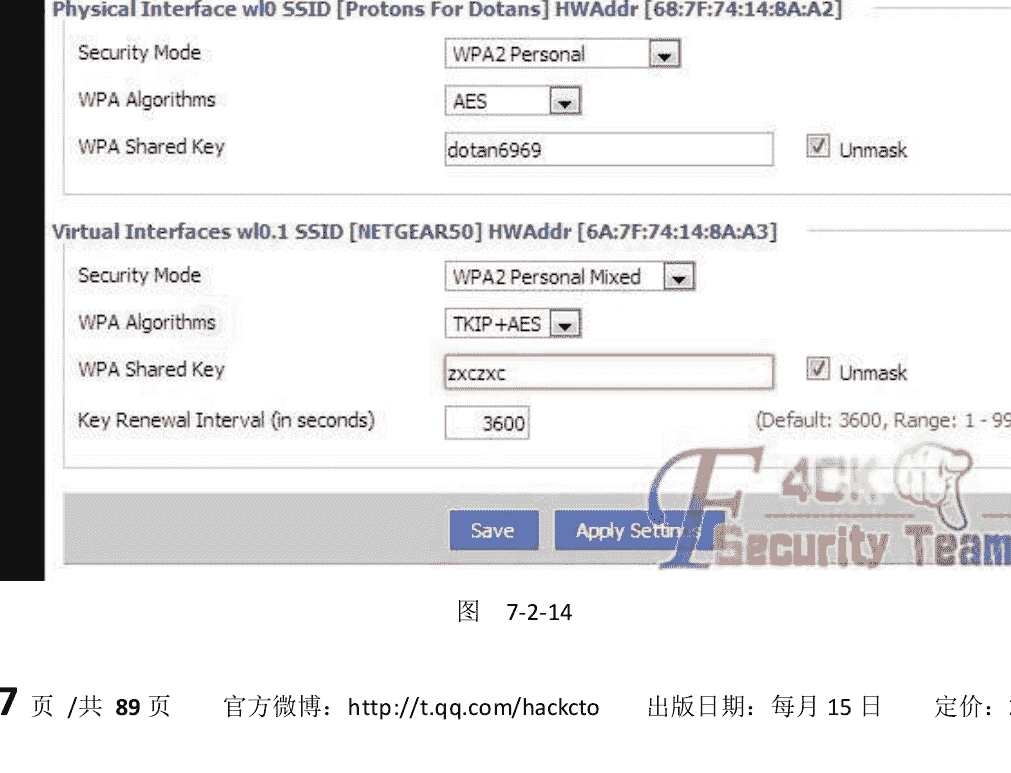 Physical Interface wl0 SSID [Protons For Dotans] HWAddr [68:7F:74:14:8A:A2]
Security Mode WPA2 Personal
WPA Algorithms AES
WPA Shared Key dotan6969 Unmask
Virtual Interfaces wl0.1 SSID [NETGEAR50] HWAddr [6A:7F:74:14:8A:A3]
Security Mode WPA2 Personal Mixed
WPA Algorithms TKIP+AES
WPA Shared Key zxczxc Unmask
Key Renewal Interval (in seconds) 3600 (Default: 3600, Range: 1 - 99
F4CK
Save Apply Settings
Security Team
图 7-2-14
7 页 /共 89 页 官方微博：http://t.qq.com/hackcto 出版日期：每月 15 日 定价：